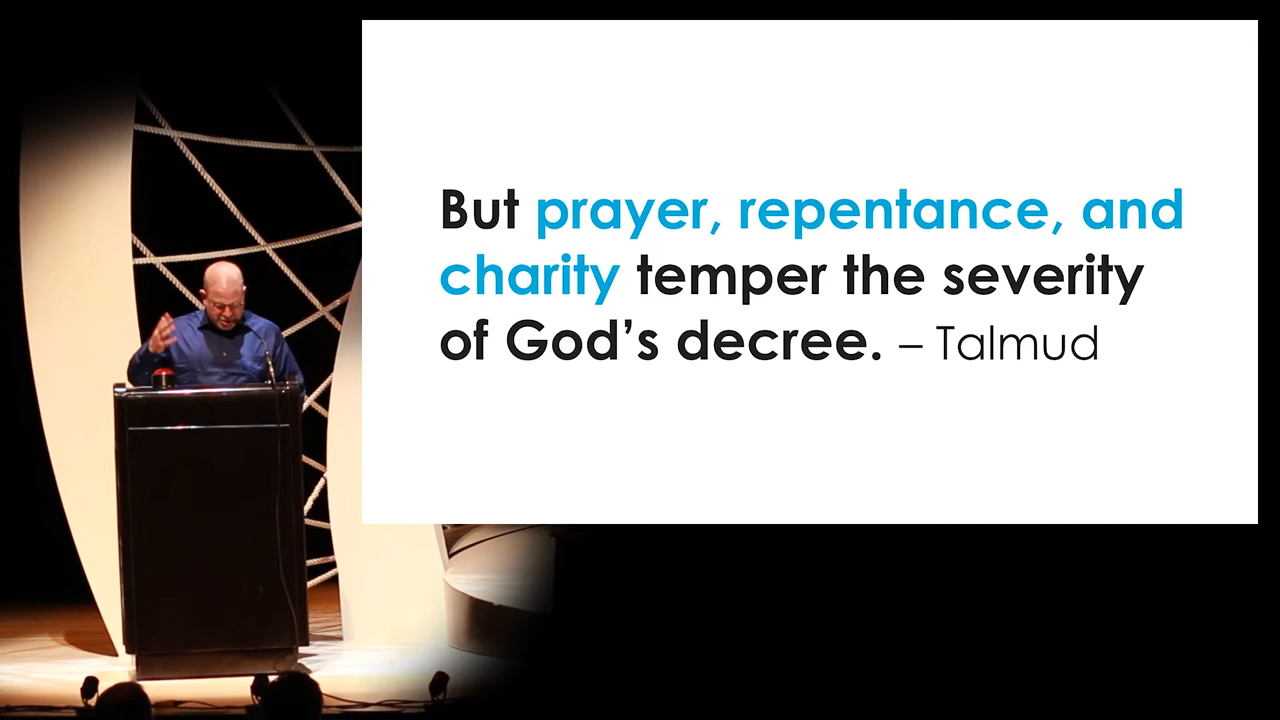 But prayer, repentance, and
charity temper the severity
of God’s decree. – Talmud